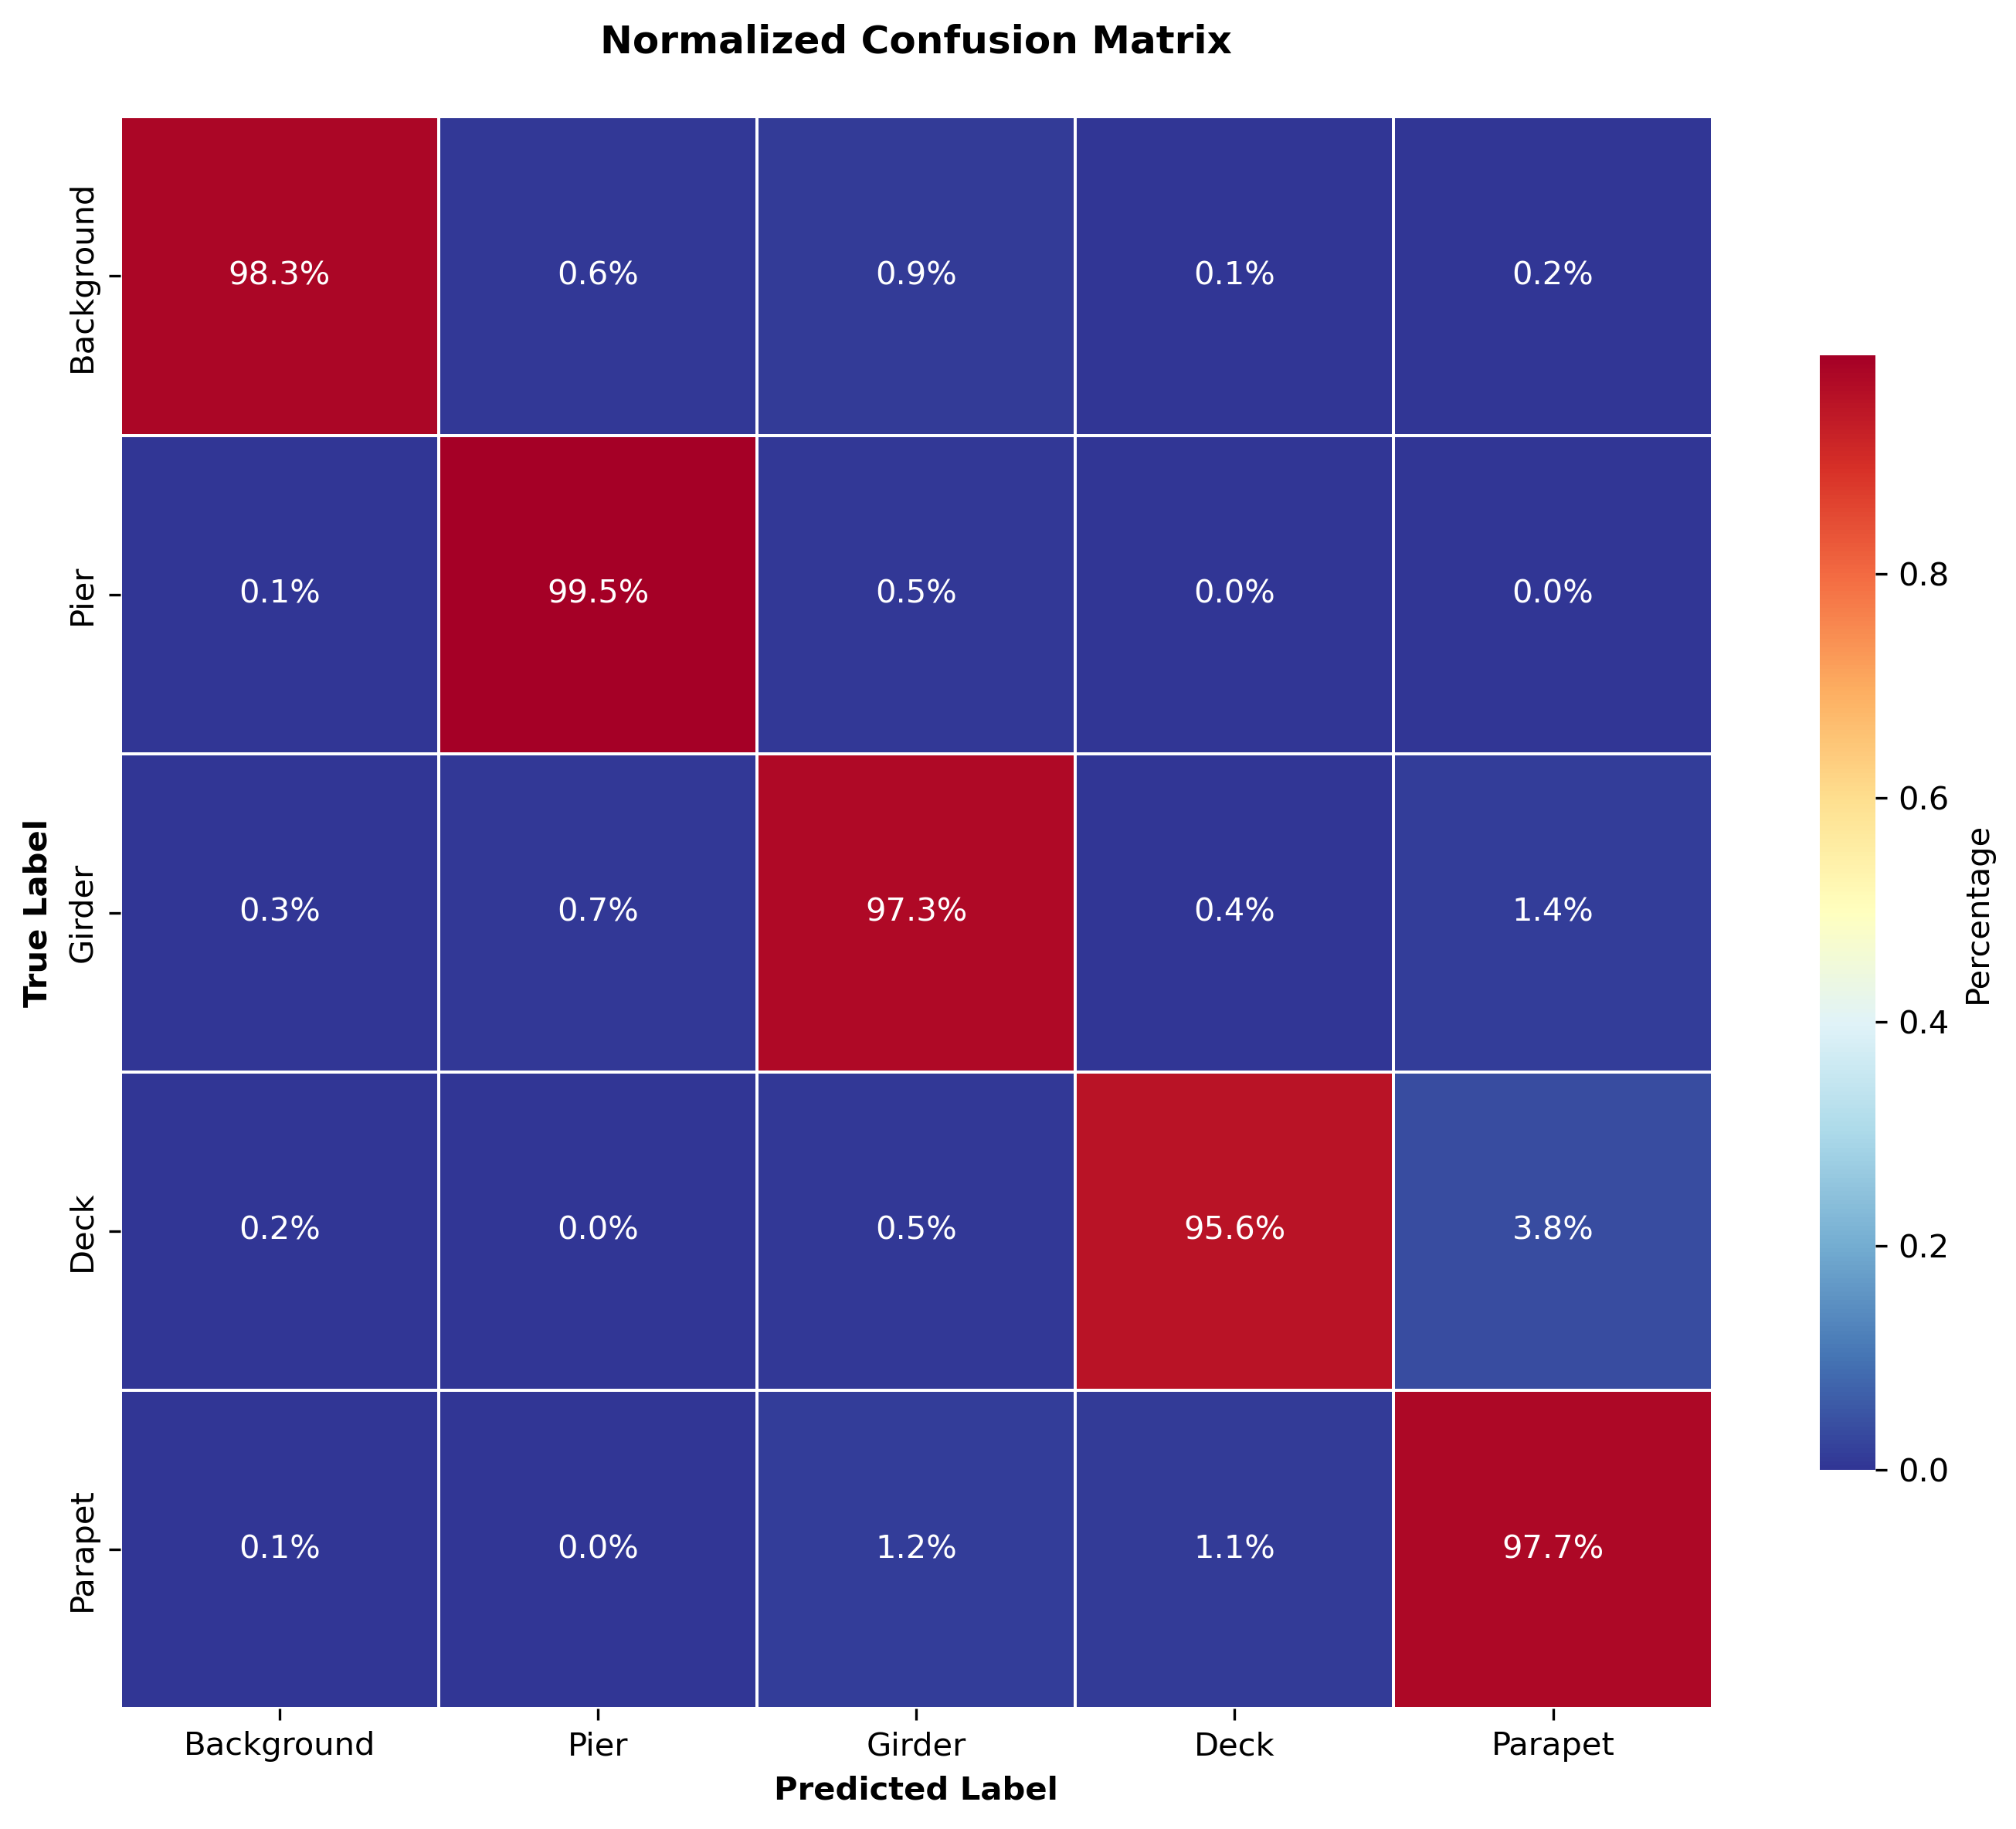 Normalized Confusion Matrix
True Label
Background
98.3% 0.6% 0.9% 0.1% 0.2%
Pier
0.1% 99.5% 0.5% 0.0% 0.0%
Girder
0.3% 0.7% 97.3% 0.4% 1.4%
Deck
0.2% 0.0% 0.5% 95.6% 3.8%
Parapet
0.1% 0.0% 1.2% 1.1% 97.7%
Background Pier Girder Deck Parapet
Predicted Label
0.8
0.6
0.4
0.2
0.0
Percentage